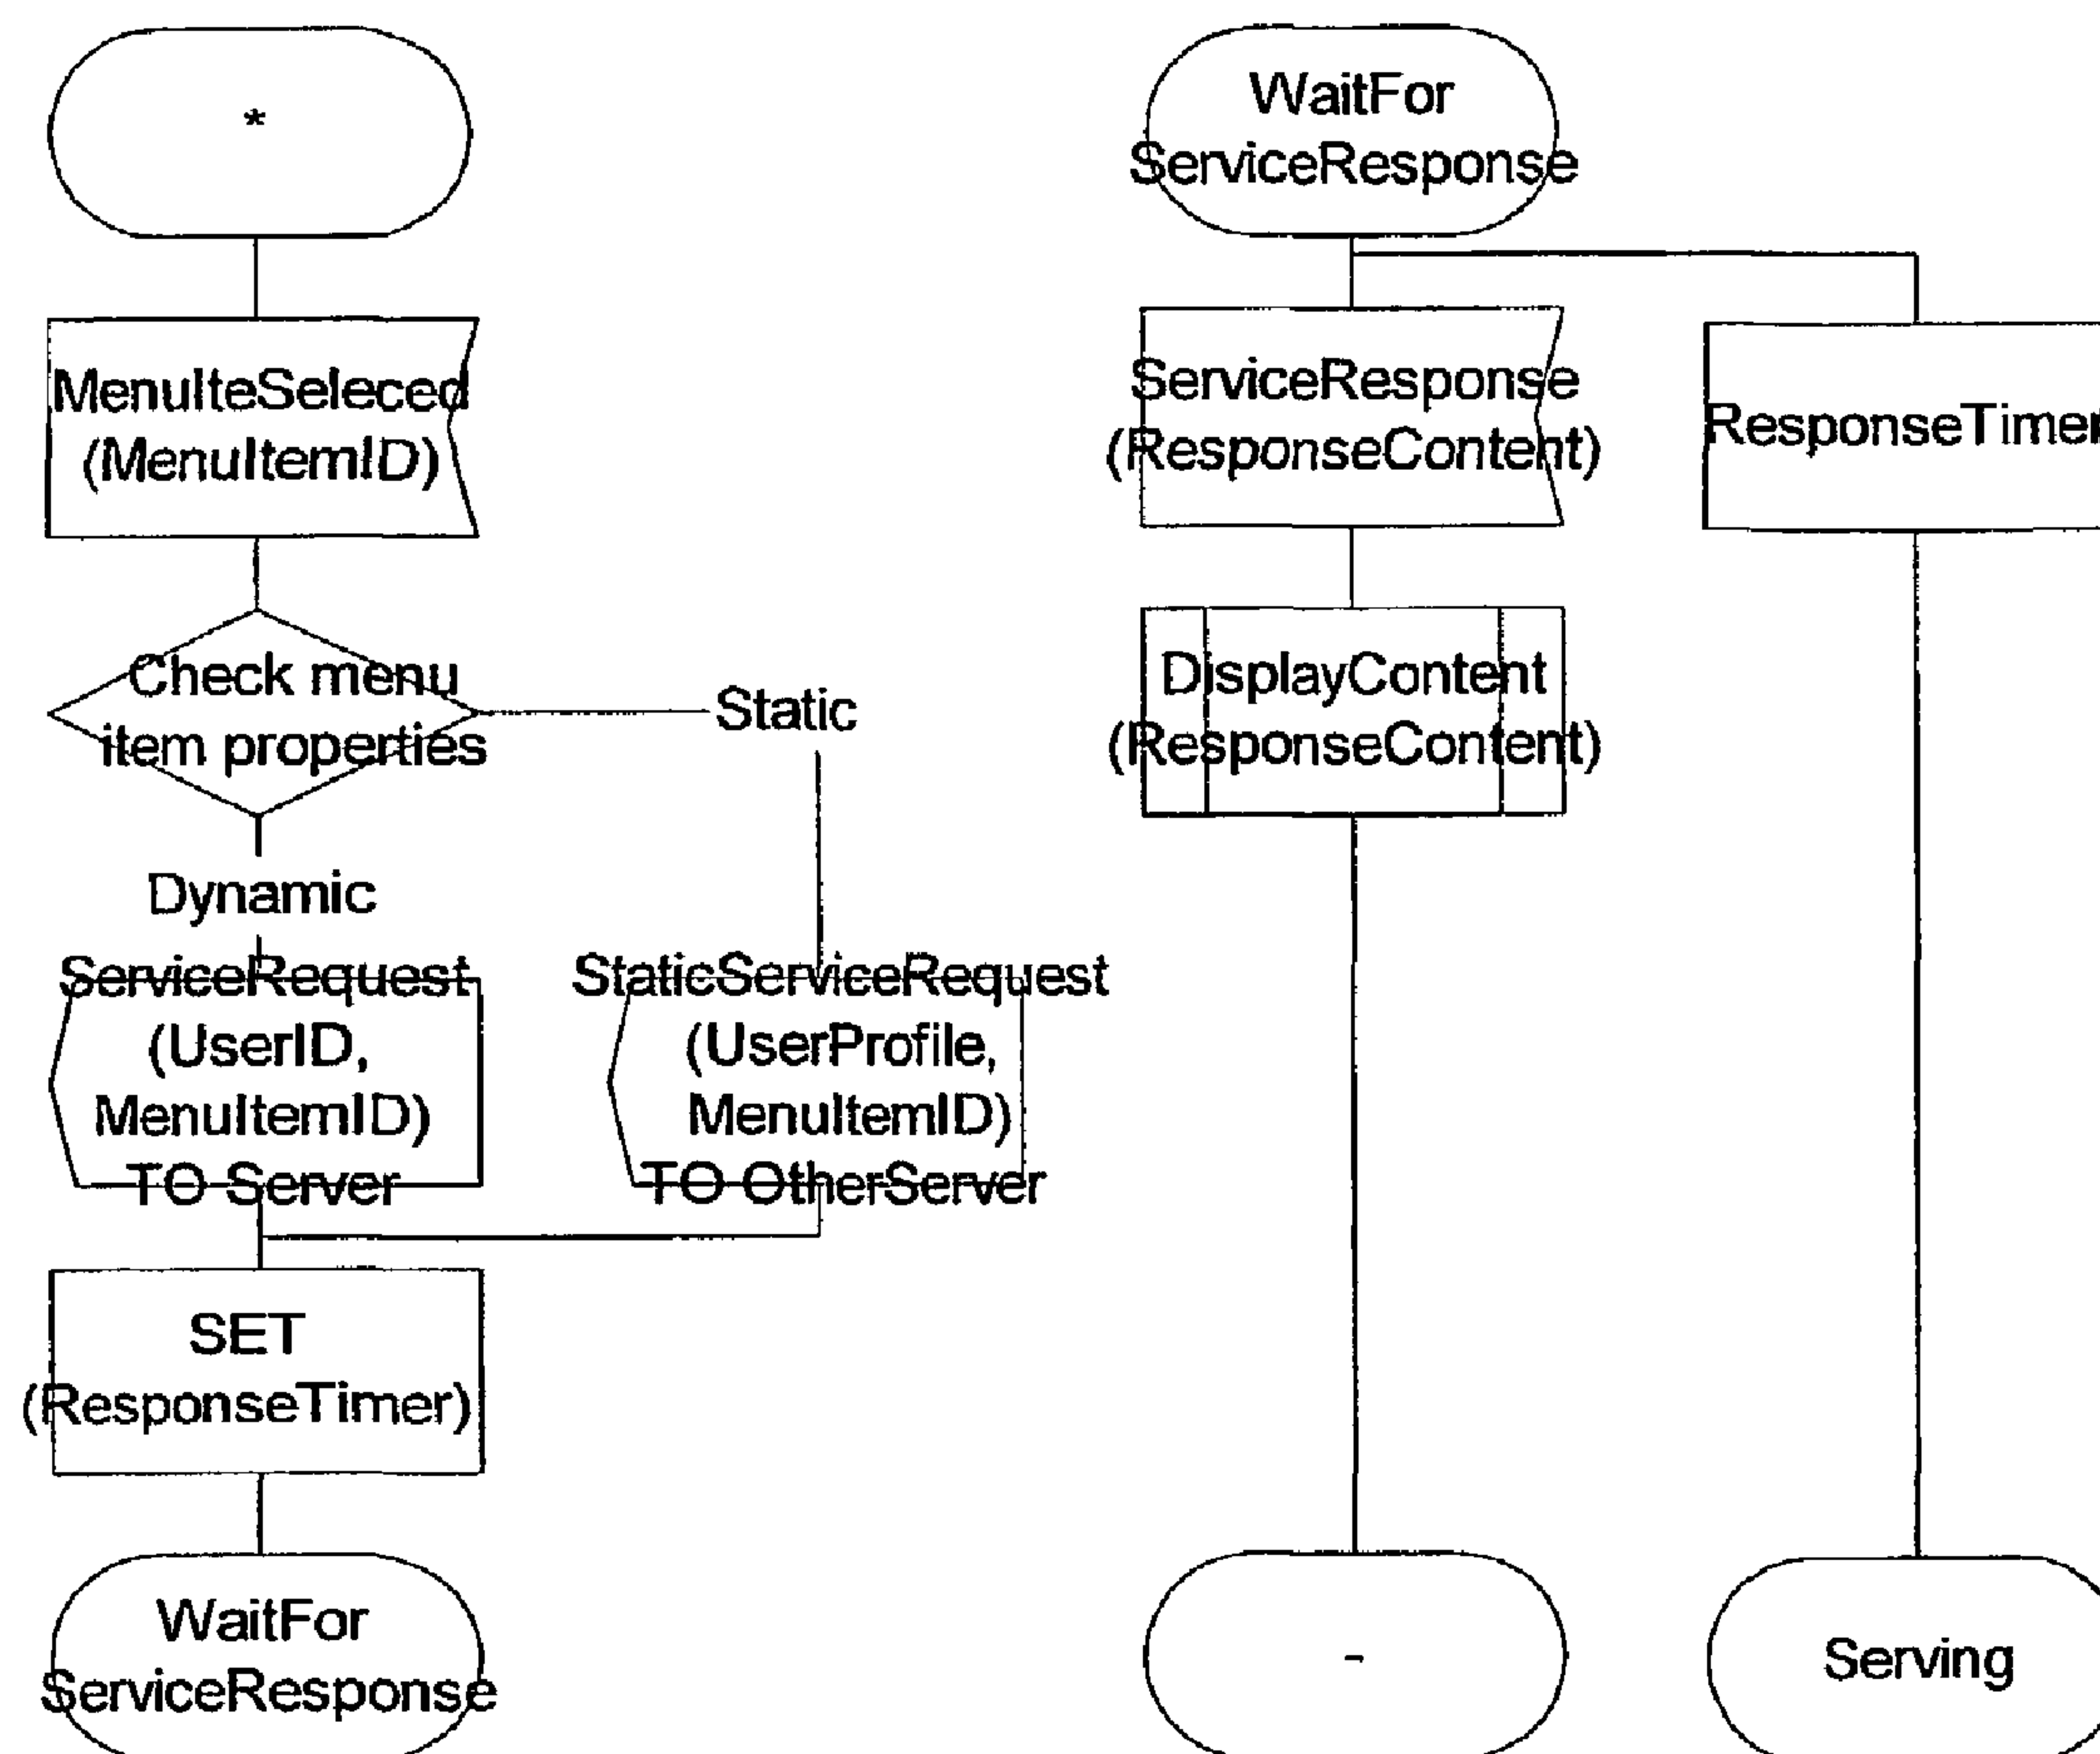 *
MenuIteSeleced
(MenuItemID)
Check menu
item properties
Static
Dynamic
ServiceRequest
(UserID,
MenuItemID)
TO Server
StaticServiceRequest
(UserProfile,
MenuItemID)
TO OtherServer
SET
(ResponseTimer)
WaitFor
ServiceResponse
WaitFor
ServiceResponse
ServiceResponse
(ResponseContent)
DisplayContent
(ResponseContent)
-
ResponseTimer
Serving